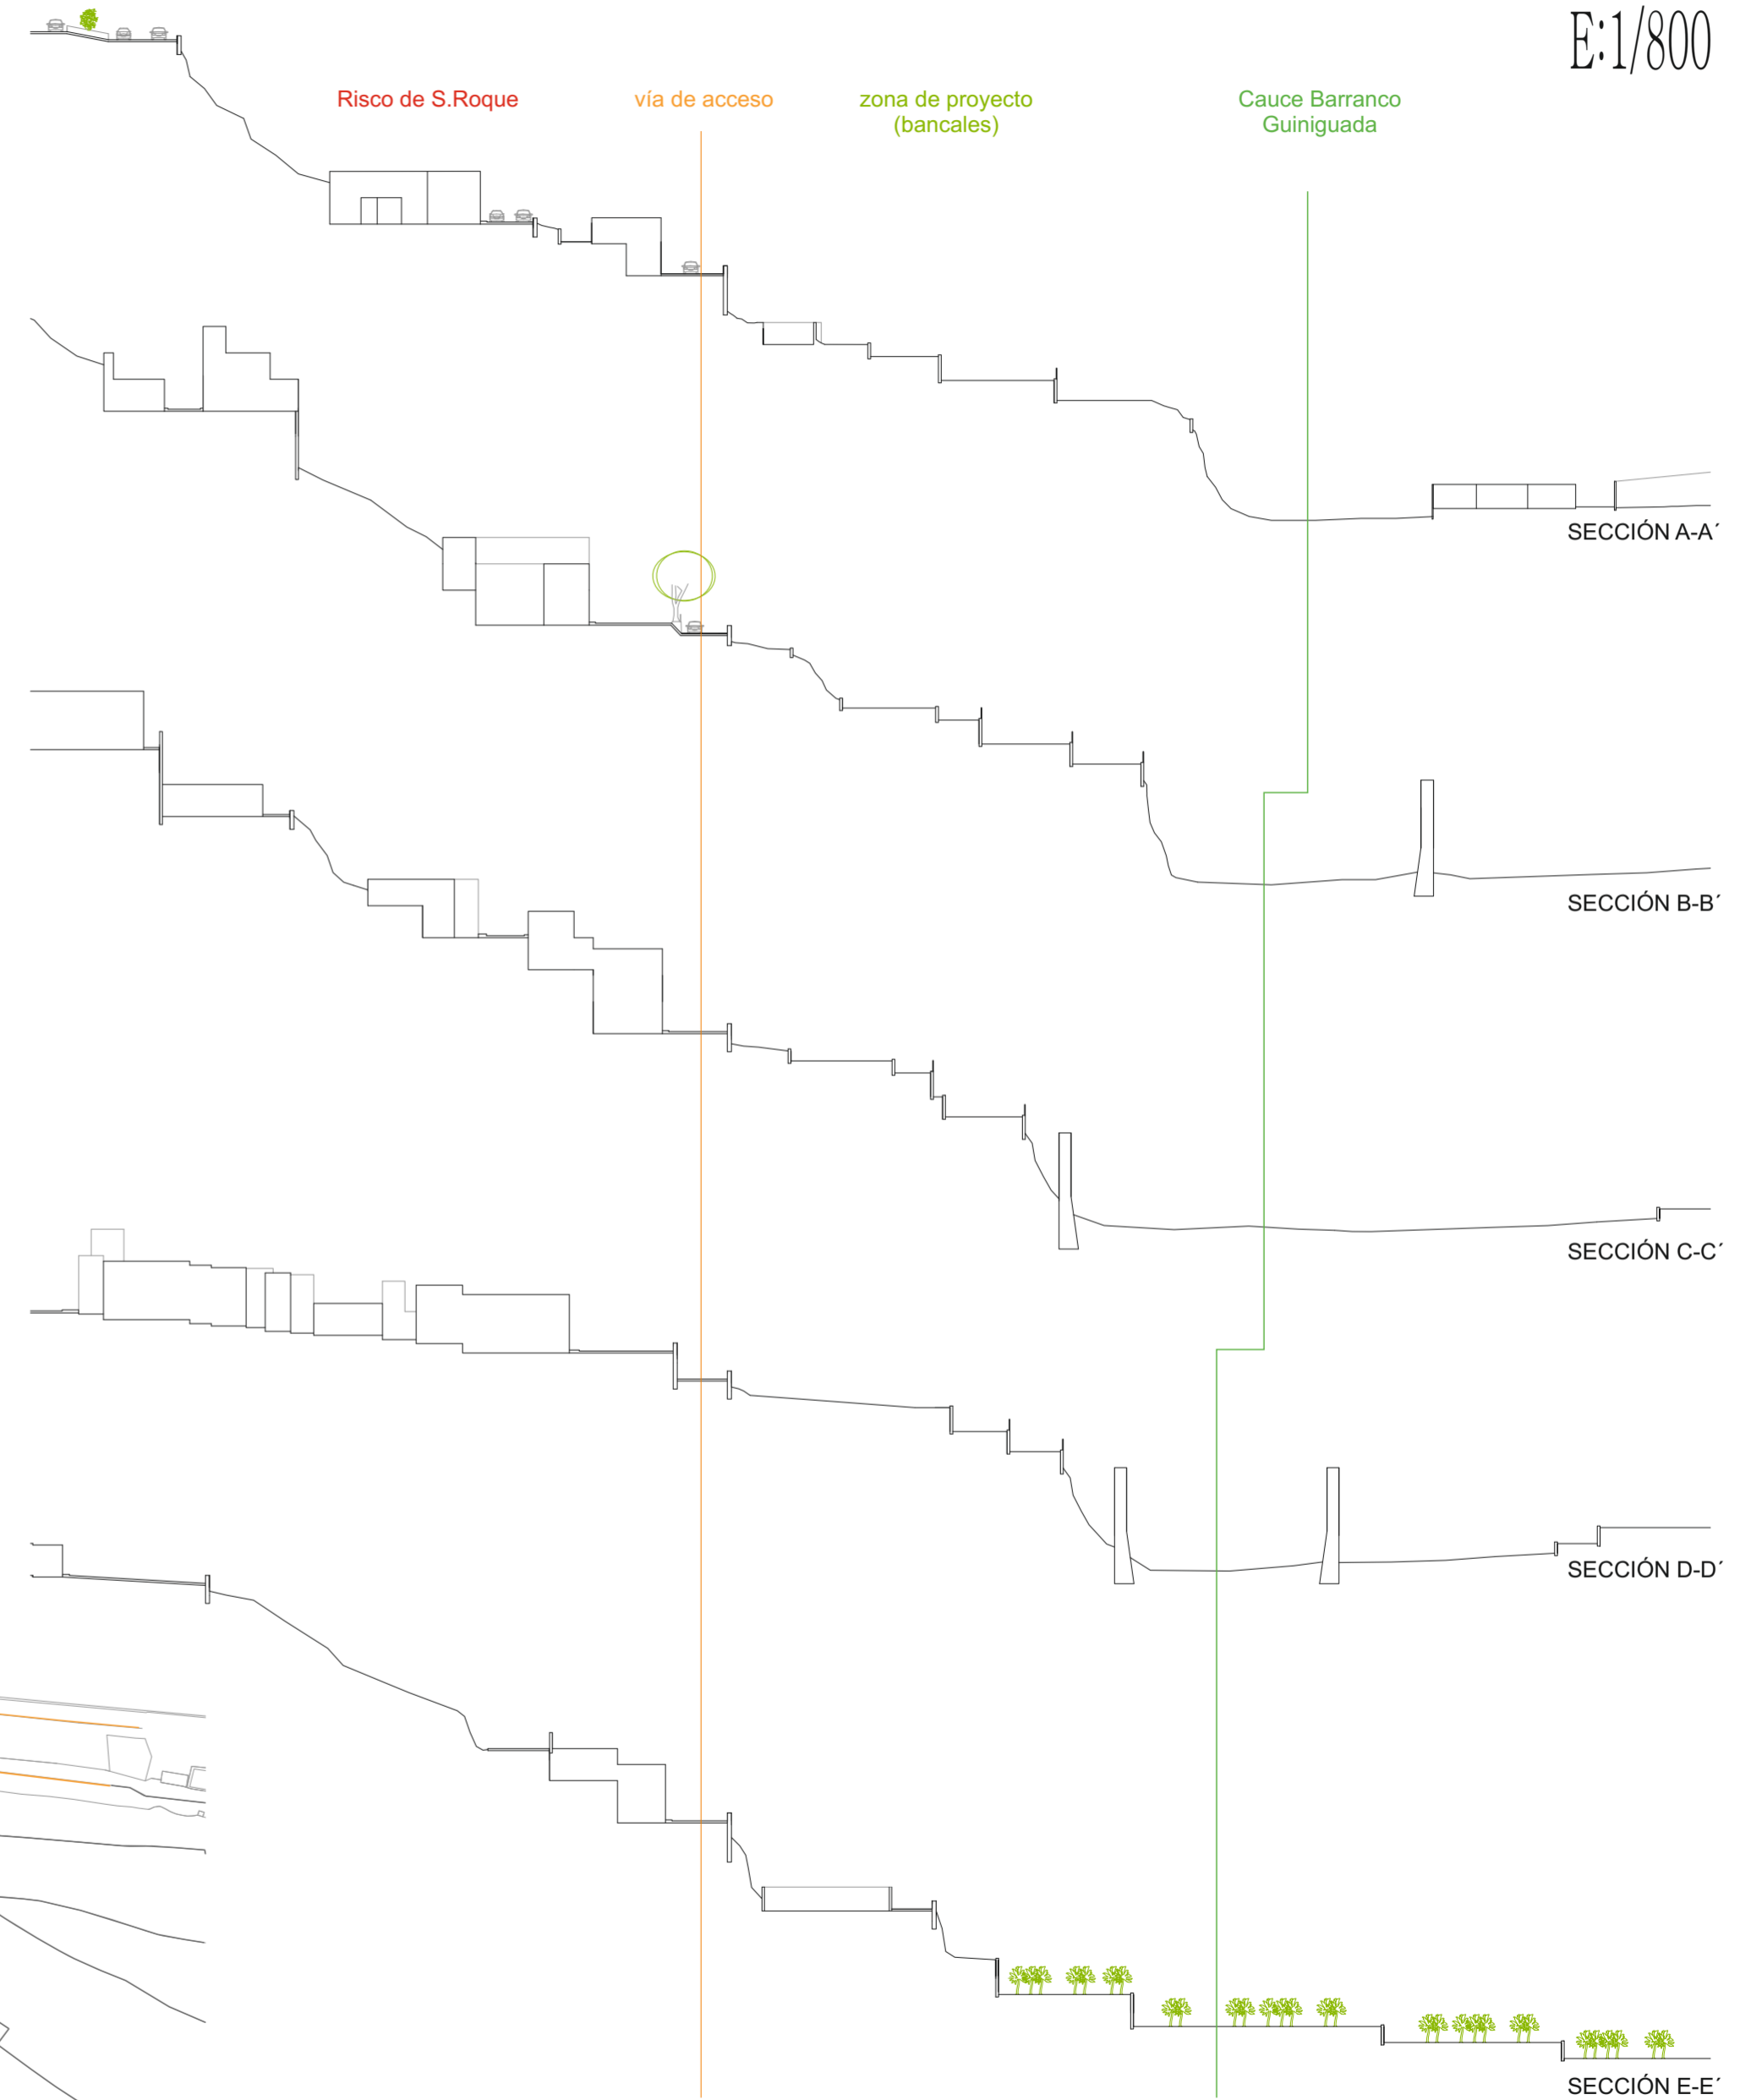 E:1/800
Risco de S.Roque
vía de acceso
zona de proyecto
(bancales)
Cauce Barranco
Guiniguada
SECCIÓN A-A´
SECCIÓN B-B´
SECCIÓN C-C´
SECCIÓN D-D´
SECCIÓN E-E´